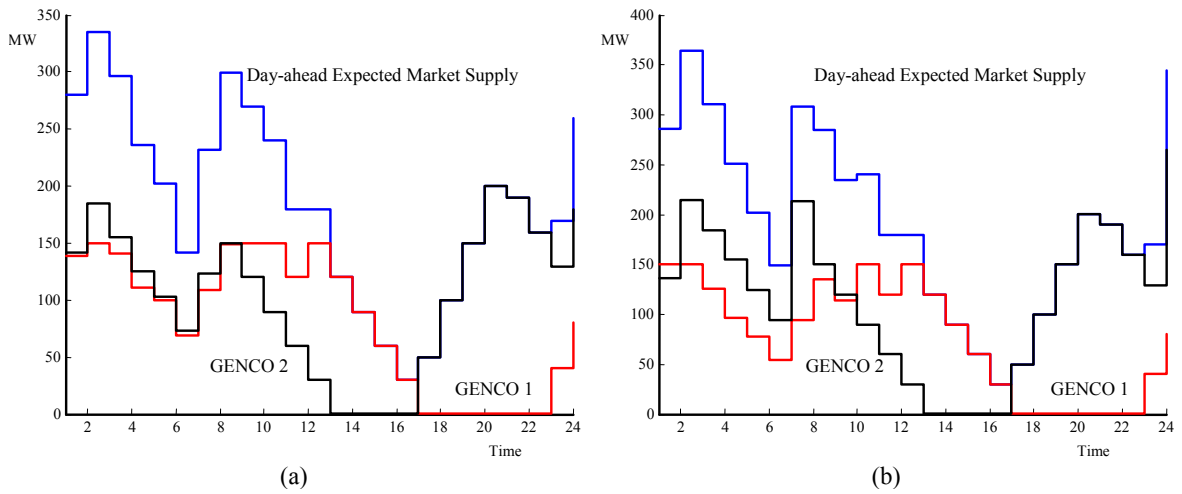 350
MW
300
250
200
150
100
50
0
Day-ahead Expected Market Supply
GENCO 2
GENCO 1
2 4 6 8 10 12 14 16 18 20 22 24
Time
(a)
400
MW
350
300
250
200
150
100
50
0
Day-ahead Expected Market Supply
GENCO 2
GENCO 1
2 4 6 8 10 12 14 16 18 20 22 24
Time
(b)